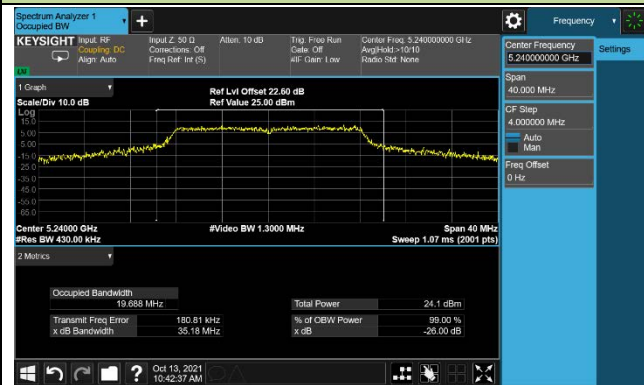 Spectrum Analyzer 1
Occupied BW
Frequency
KEYSIGHT
Input: RF
Coupling: DC
Align: Auto
Input Z: 50 Ω
Corrections: Off
Freq Ref: Int (S)
Atten: 10 dB
Trig: Free Run
Gate: Off
#IF Gain: Low
Center Freq: 5.240000000 GHz
Avg|Hold:>10/10
Radio Std: None
LNI
1 Graph
Scale/Div 10.0 dB
Ref Lvl Offset 22.60 dB
Ref Value 25.00 dBm
Log
15.0
5.00
-5.00
-15.0
-25.0
-35.0
-45.0
-55.0
-65.0
Center 5.24000 GHz
#Res BW 430.00 kHz
#Video BW 1.3000 MHz
Span 40 MHz
Sweep 1.07 ms (2001 pts)
2 Metrics
Occupied Bandwidth
19.688 MHz
Transmit Freq Error
180.81 kHz
x dB Bandwidth
35.18 MHz
Total Power
24.1 dBm
% of OBW Power
99.00 %
x dB
-26.00 dB
Center Frequency
5.240000000 GHz
Span
40.000 MHz
CF Step
4.000000 MHz
Auto
Man
Freq Offset
0 Hz
Settings
Oct 13, 2021
10:42:37 AM